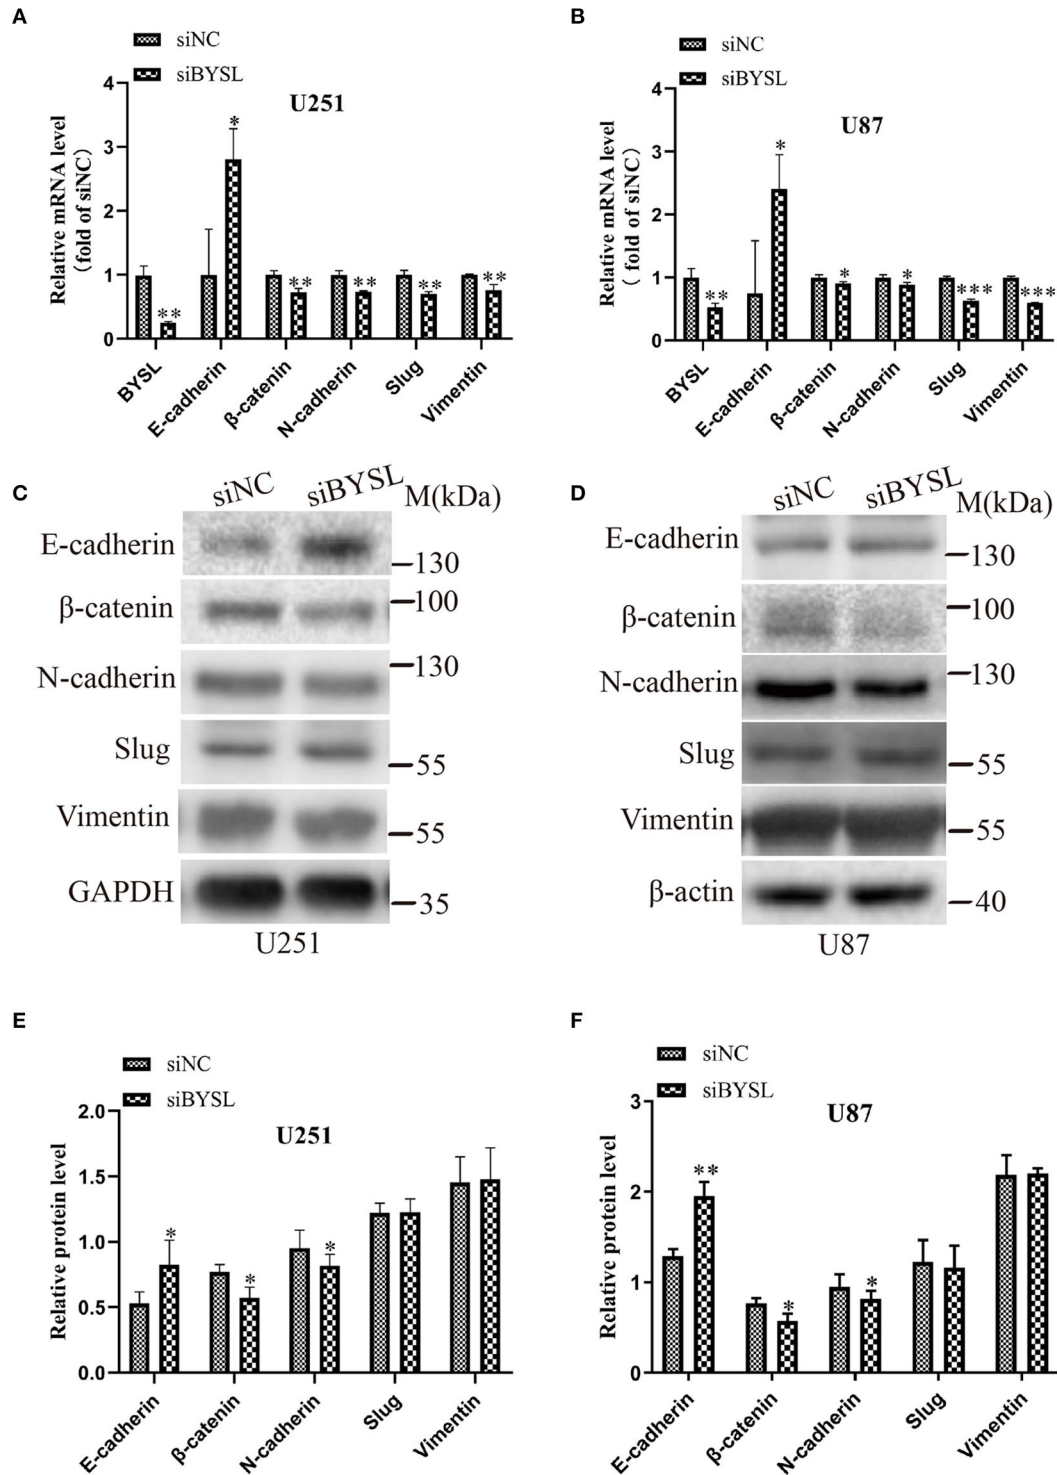 A
siNC
siBYSL
U251
Relative mRNA level
(fold of siNC)
4
3
2
1
0
**
*
**
**
**
**
BYSL
E-cadherin
β-catenin
N-cadherin
Slug
Vimentin
B
siNC
siBYSL
U87
Relative mRNA level
(fold of siNC)
4
3
2
1
0
**
*
*
*
***
***
BYSL
E-cadherin
β-catenin
N-cadherin
Slug
Vimentin
C
siNC siBYSL M(kDa)
E-cadherin 130
β-catenin 100
N-cadherin 130
Slug 55
Vimentin 55
GAPDH 35
U251
D
siNC siBYSL M(kDa)
E-cadherin 130
β-catenin 100
N-cadherin 130
Slug 55
Vimentin 55
β-actin 40
U87
E
siNC
siBYSL
U251
Relative protein level
2.0
1.5
1.0
0.5
0.0
*
*
*
E-cadherin
β-catenin
N-cadherin
Slug
Vimentin
F
siNC
siBYSL
U87
Relative protein level
3
2
1
0
**
*
*
E-cadherin
β-catenin
N-cadherin
Slug
Vimentin